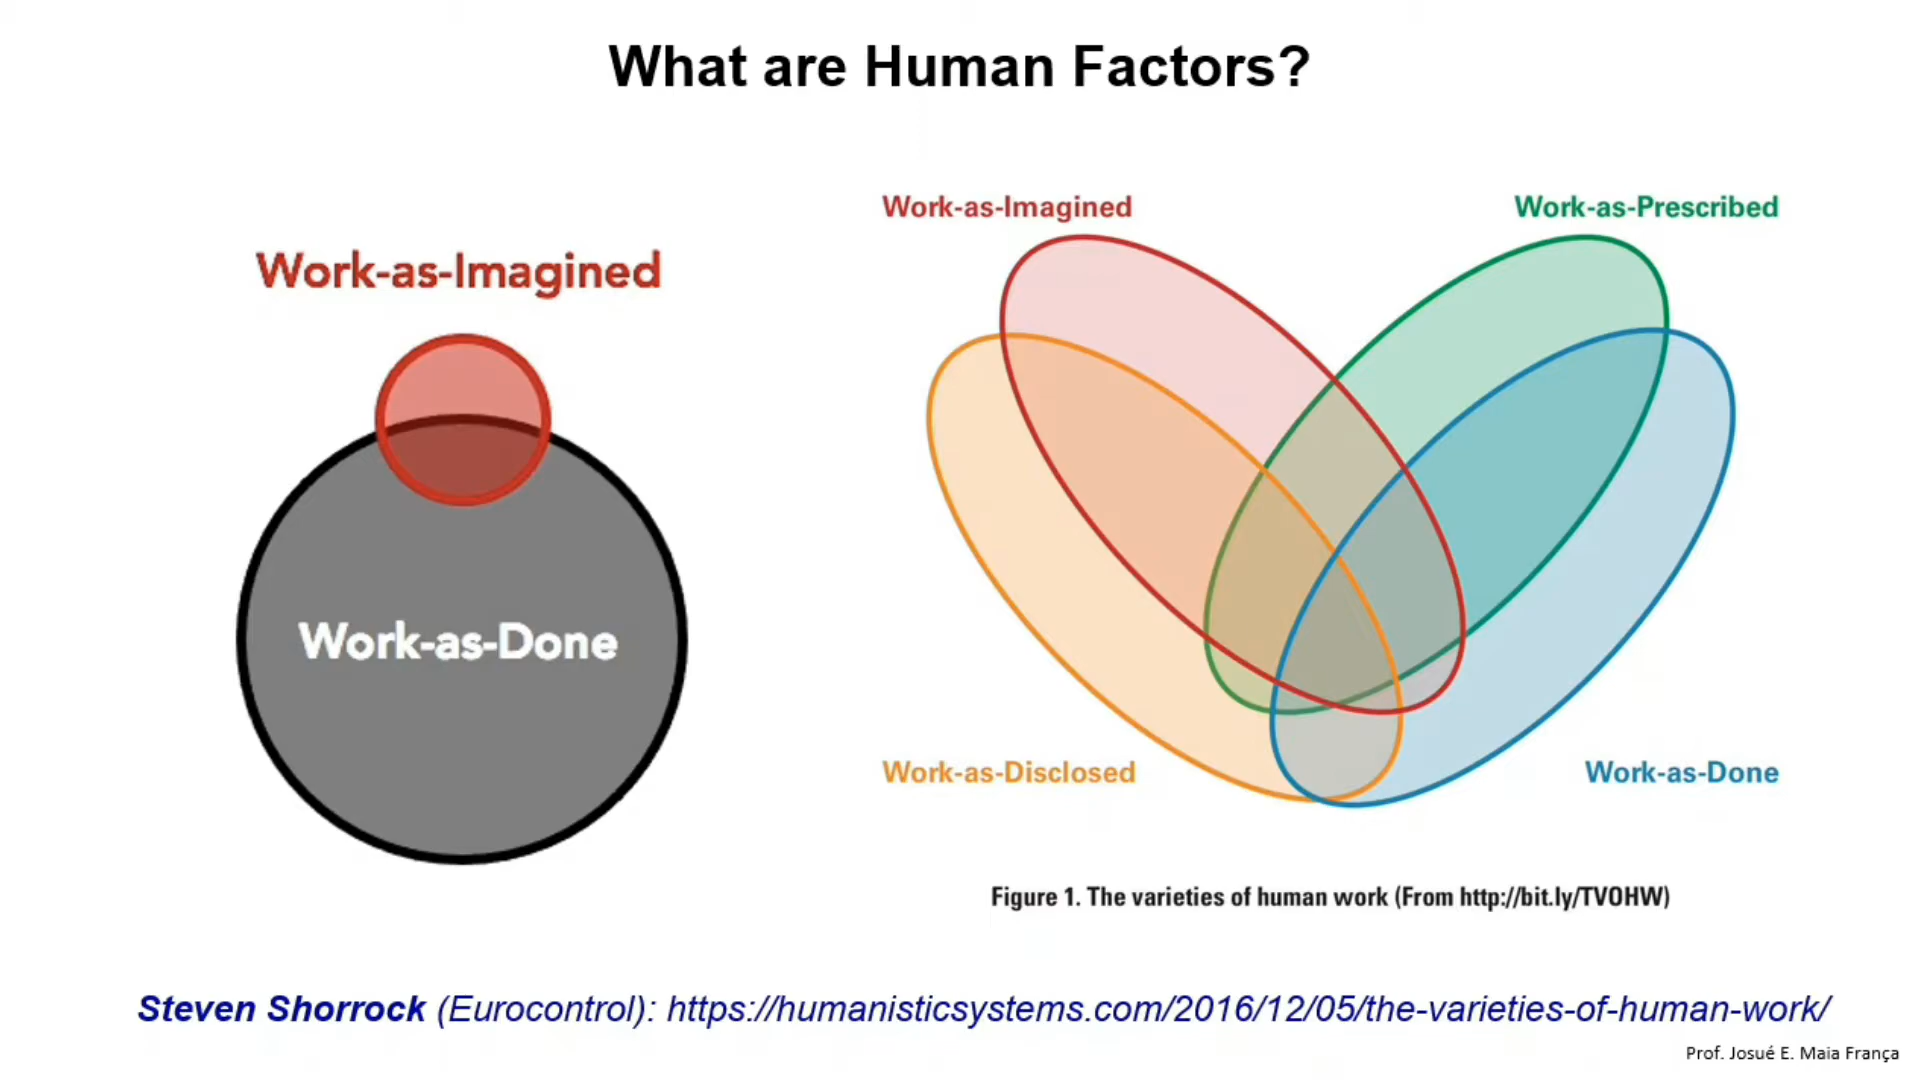 What are Human Factors?
Work-as-Imagined
Work-as-Done
Work-as-Imagined
Work-as-Prescribed
Work-as-Disclosed
Work-as-Done
Figure 1. The varieties of human work (From http://bit.ly/TVOHW)
Steven Shorrock (Eurocontrol): https://humanisticsystems.com/2016/12/05/the-varieties-of-human-work/
Prof. Josué E. Maia França